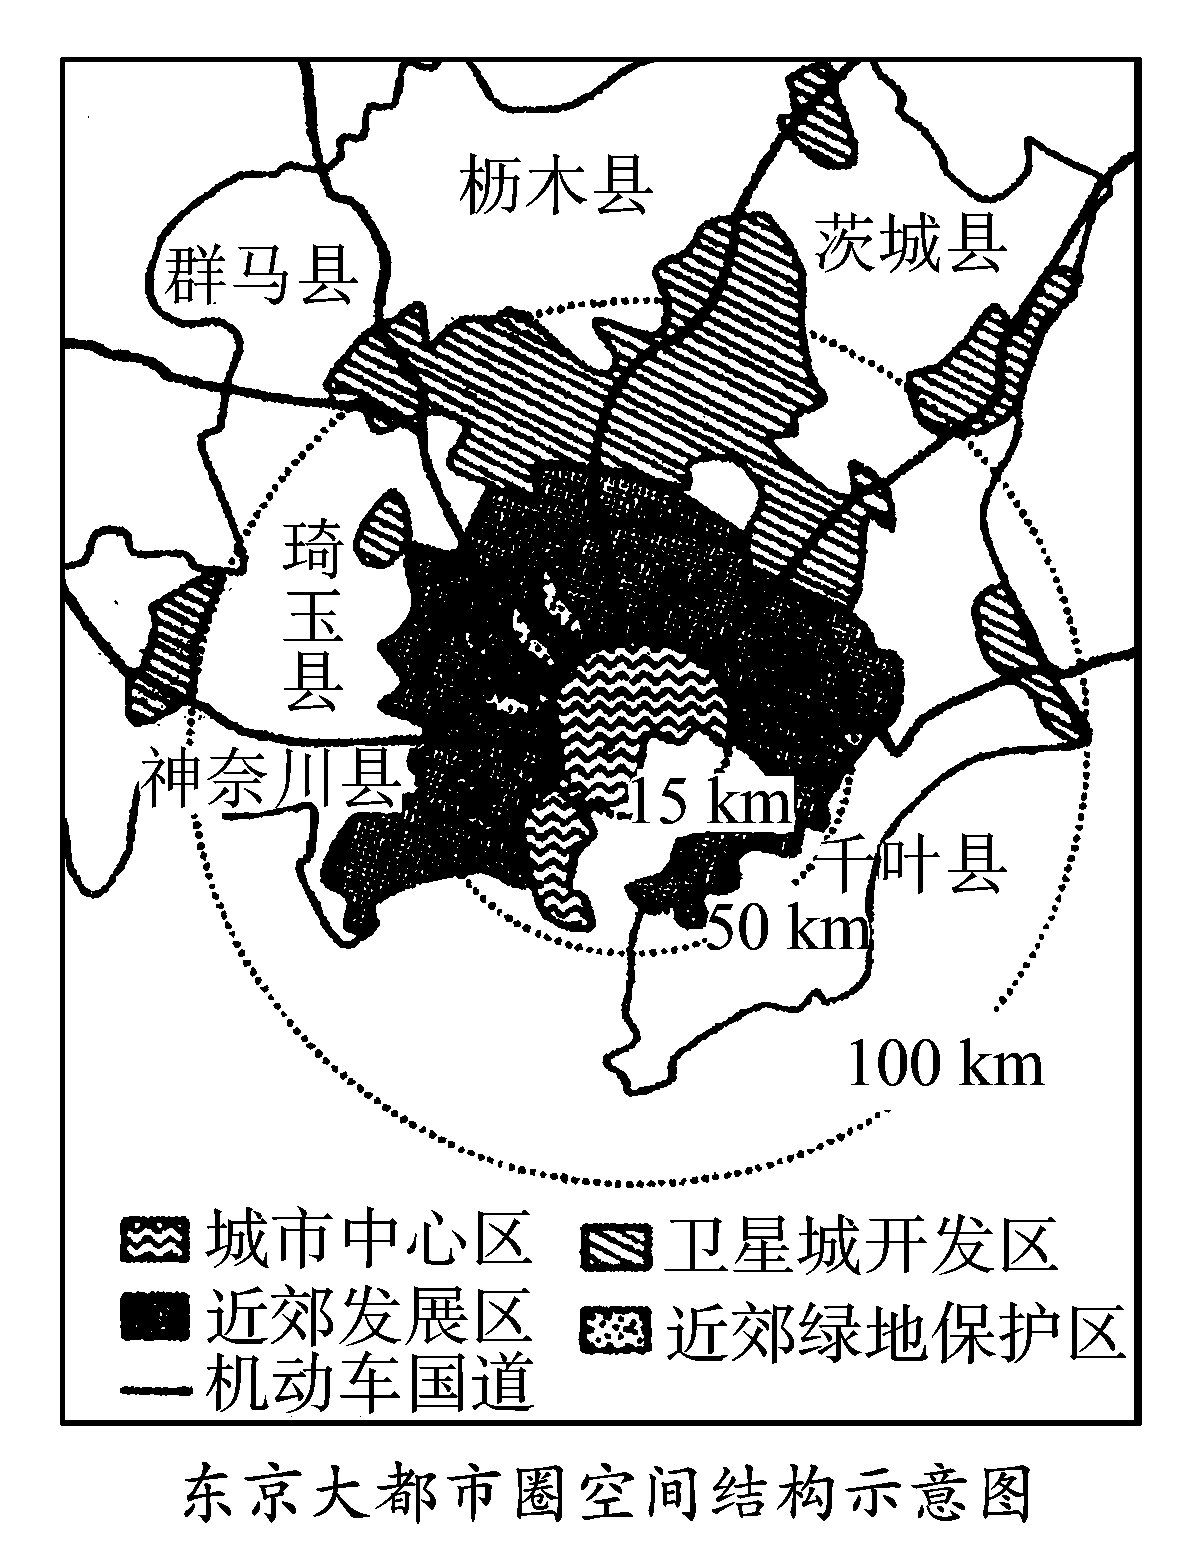 枥木县
茨城县
群马县
琦玉县
神奈川县
15 km
千叶县
50 km
100 km
城市中心区
卫星城开发区
近郊发展区
近郊绿地保护区
机动车国道
东京大都市圈空间结构示意图